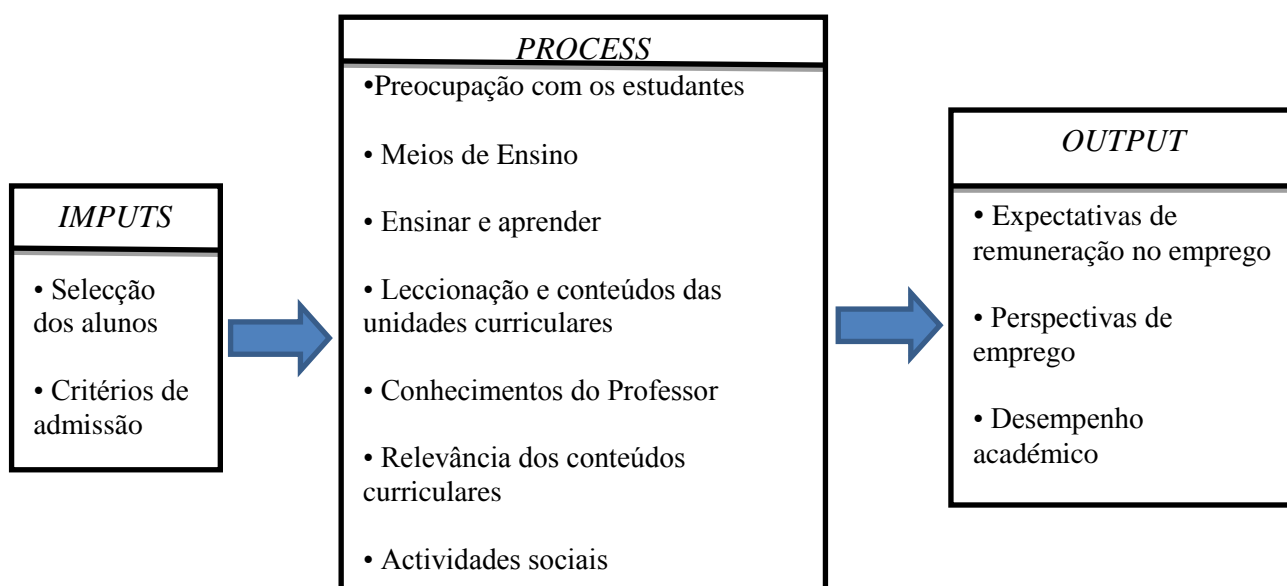 IMPUTS
• Selecção
dos alunos
• Critérios de
admissão
PROCESS
•Preocupação com os estudantes
• Meios de Ensino
• Ensinar e aprender
• Leccionação e conteúdos das
unidades curriculares
• Conhecimentos do Professor
• Relevância dos conteúdos
curriculares
• Actividades sociais
OUTPUT
• Expectativas de
remuneração no emprego
• Perspectivas de
emprego
• Desempenho
académico